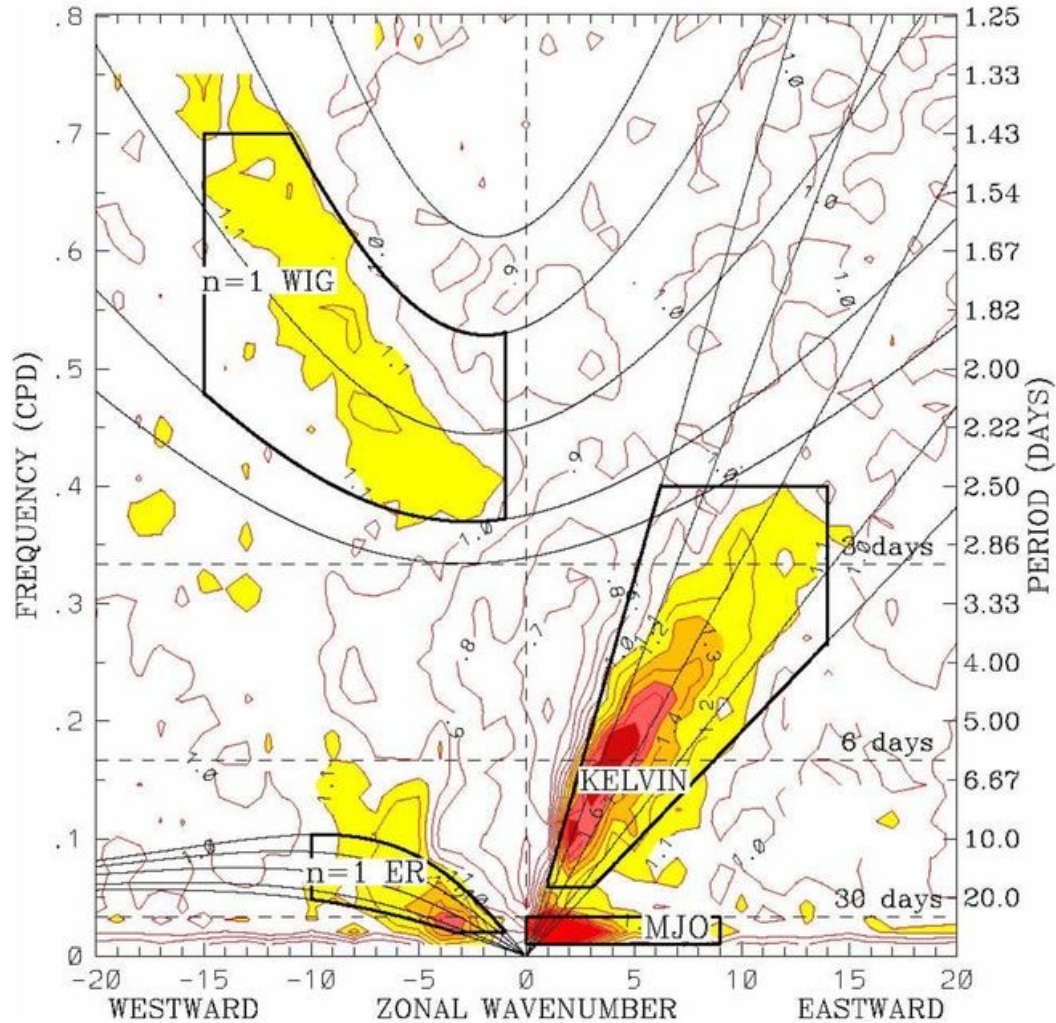 .8
.7
.6
.5
.4
.3
.2
.1
0
FREQUENCY (CPD)
1.25
1.33
1.43
1.54
1.67
1.82
2.00
2.22
2.50
2.86
3.33
4.00
5.00
6.67
10.0
20.0
PERIOD (DAYS)
n=1 WIG
3 days
6 days
KELVIN
n=1 ER
30 days
MJO
-20 -15 -10 -5 0 5 10 15 20
WESTWARD ZONAL WAVENUMBER EASTWARD